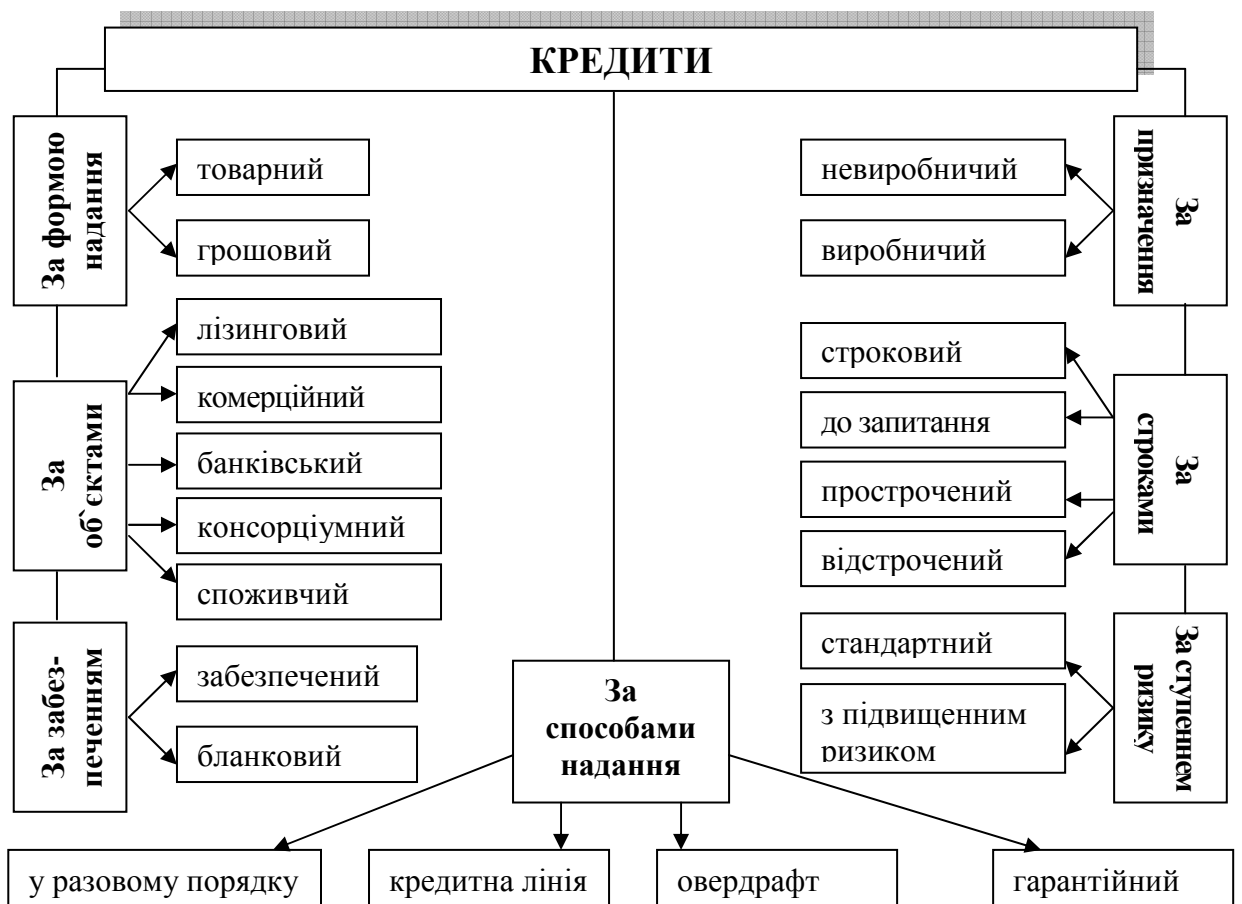 КРЕДИТИ
За формою
надання
товарний
грошовий
За
об`єктами
лізинговий
комерційний
банківський
консорціумний
споживчий
За забез-
печенням
забезпечений
бланковий
За
призначення
невиробничий
виробничий
За
строками
строковий
до запитання
прострочений
відстрочений
За ступенем
ризику
стандартний
з підвищенним
ризиком
За
способами
надання
у разовому порядку
кредитна лінія
овердрафт
гарантійний